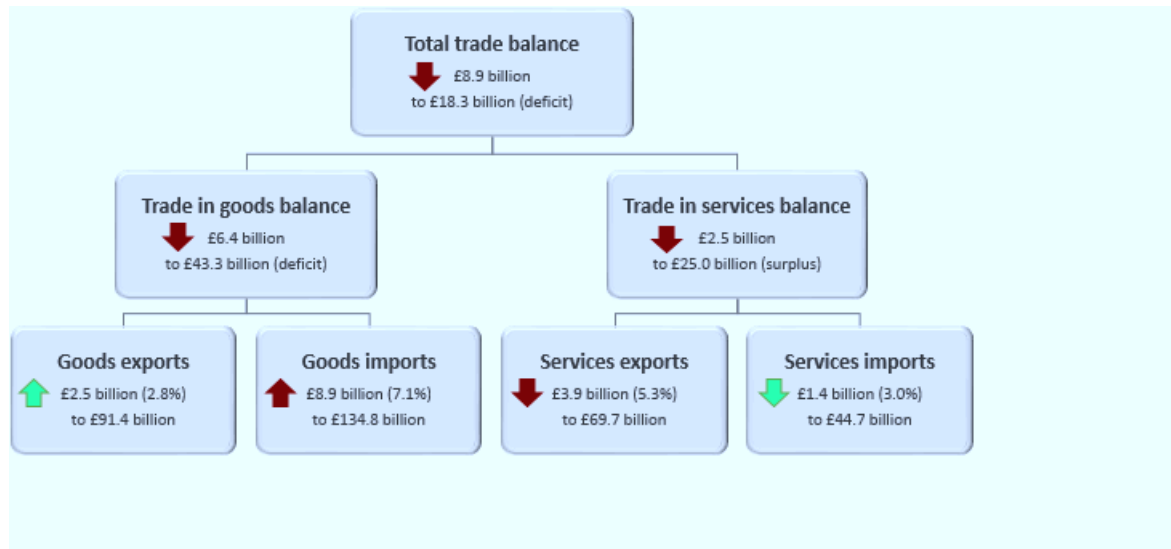 Total trade balance
£8.9 billion
to £18.3 billion (deficit)
Trade in goods balance
£6.4 billion
to £43.3 billion (deficit)
Trade in services balance
£2.5 billion
to £25.0 billion (surplus)
Goods exports
£2.5 billion (2.8%)
to £91.4 billion
Goods imports
£8.9 billion (7.1%)
to £134.8 billion
Services exports
£3.9 billion (5.3%)
to £69.7 billion
Services imports
£1.4 billion (3.0%)
to £44.7 billion